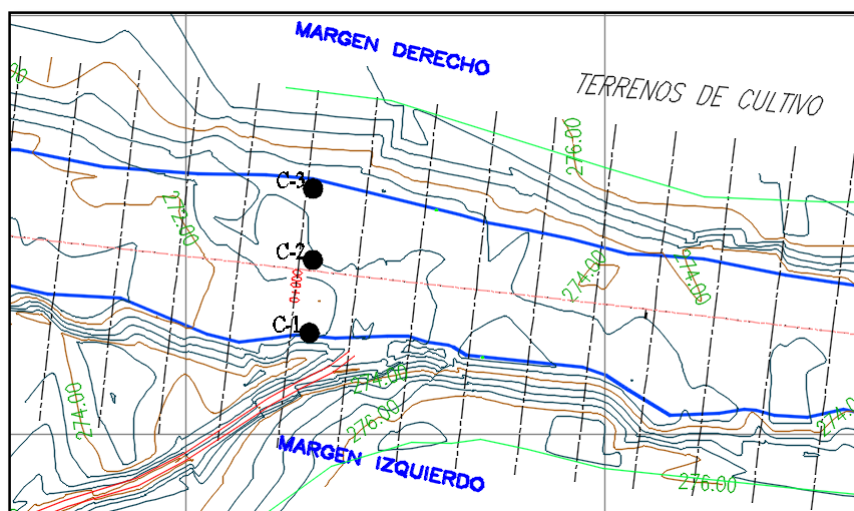 MARGEN DERECHO
TERRENOS DE CULTIVO
276.00
C-3
272.00
C-2
274.00
274.00
0+000
C-1
274.00
274.00
276.00
MARGEN IZQUIERDO
276.00